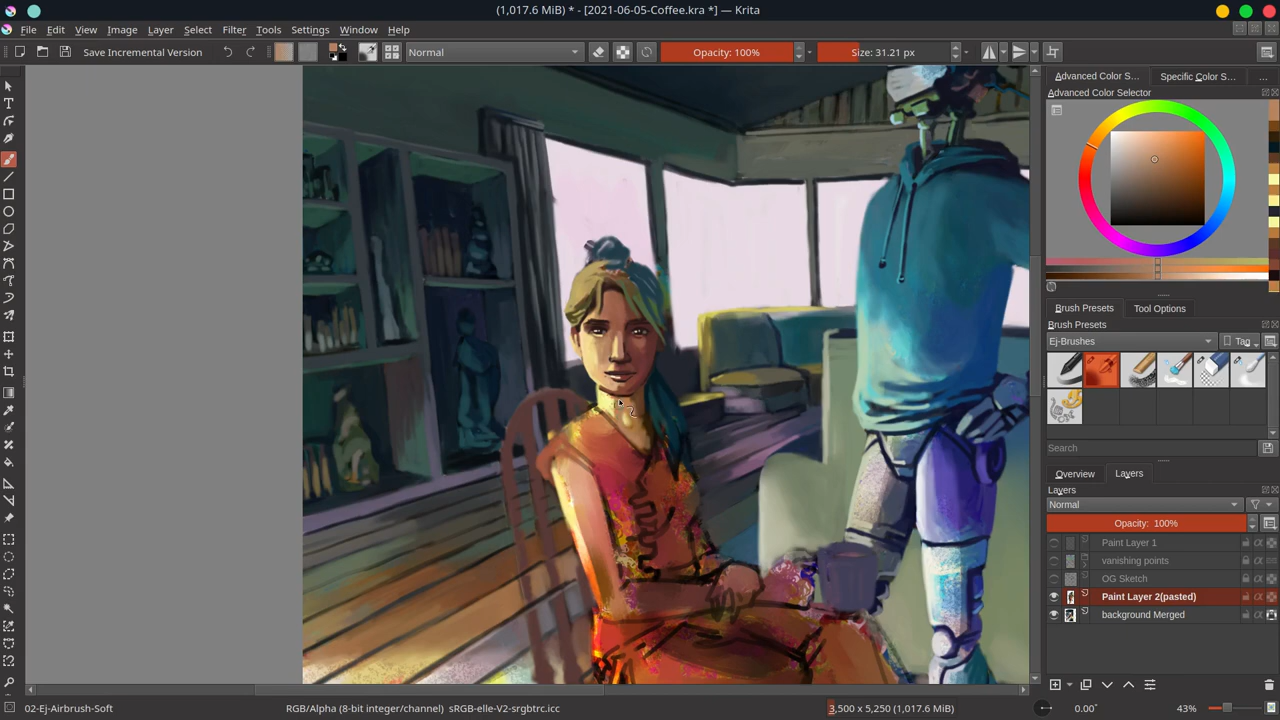 (1,017.6 MiB) * - [2021-06-05-Coffee.kra *] — Krita
File Edit View Image Layer Select Filter Tools Settings Window Help
Save Incremental Version Normal Opacity: 100% Size: 31.21 px
Advanced Color S... Specific Color S... ...
Advanced Color Selector
Brush Presets Tool Options
Brush Presets
Ej-Brushes Tag
Search
Overview Layers
Layers
Normal
Opacity: 100%
Paint Layer 1
vanishing points
OG Sketch
Paint Layer 2(pasted)
background Merged
02-Ej-Airbrush-Soft RGB/Alpha (8-bit integer/channel) sRGB-elle-V2-srgbtrc.icc 3,500 x 5,250 (1,017.6 MiB) 0.00° 43%